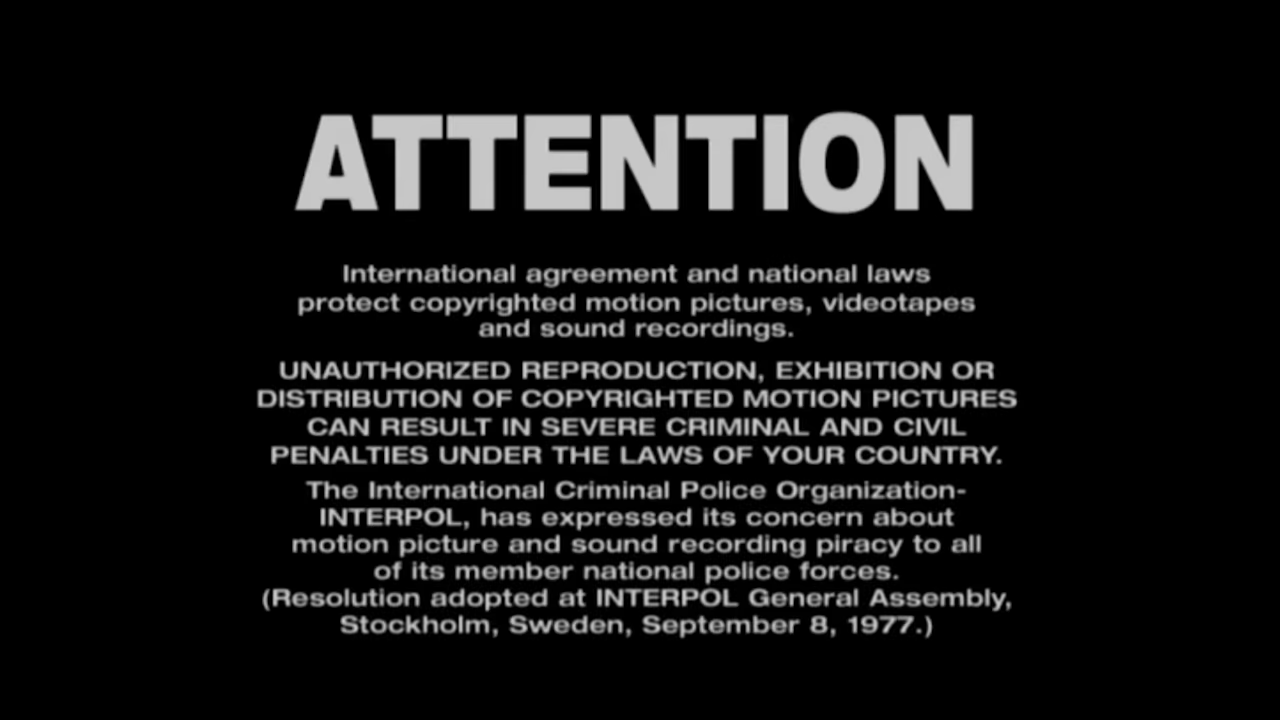 ATTENTION
International agreement and national laws
protect copyrighted motion pictures, videotapes
and sound recordings.
UNAUTHORIZED REPRODUCTION, EXHIBITION OR
DISTRIBUTION OF COPYRIGHTED MOTION PICTURES
CAN RESULT IN SEVERE CRIMINAL AND CIVIL
PENALTIES UNDER THE LAWS OF YOUR COUNTRY.
The International Criminal Police Organization-
INTERPOL, has expressed its concern about
motion picture and sound recording piracy to all
of its member national police forces.
(Resolution adopted at INTERPOL General Assembly,
Stockholm, Sweden, September 8, 1977.)